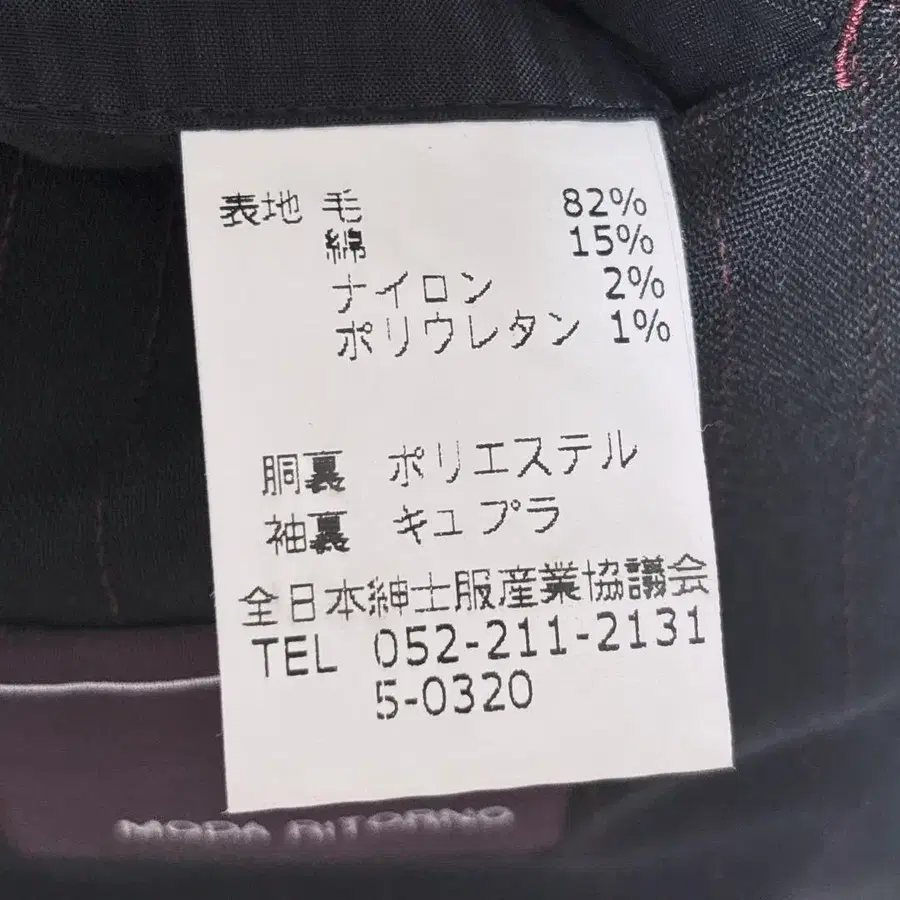 表地 毛 82%
綿 15%
ナイロン 2%
ポリウレタン 1%
胴裏 ポリエステル
袖裏 キュプラ
全日本紳士服産業協議会
TEL 052-211-2131
5-0320
MODA RITORNO